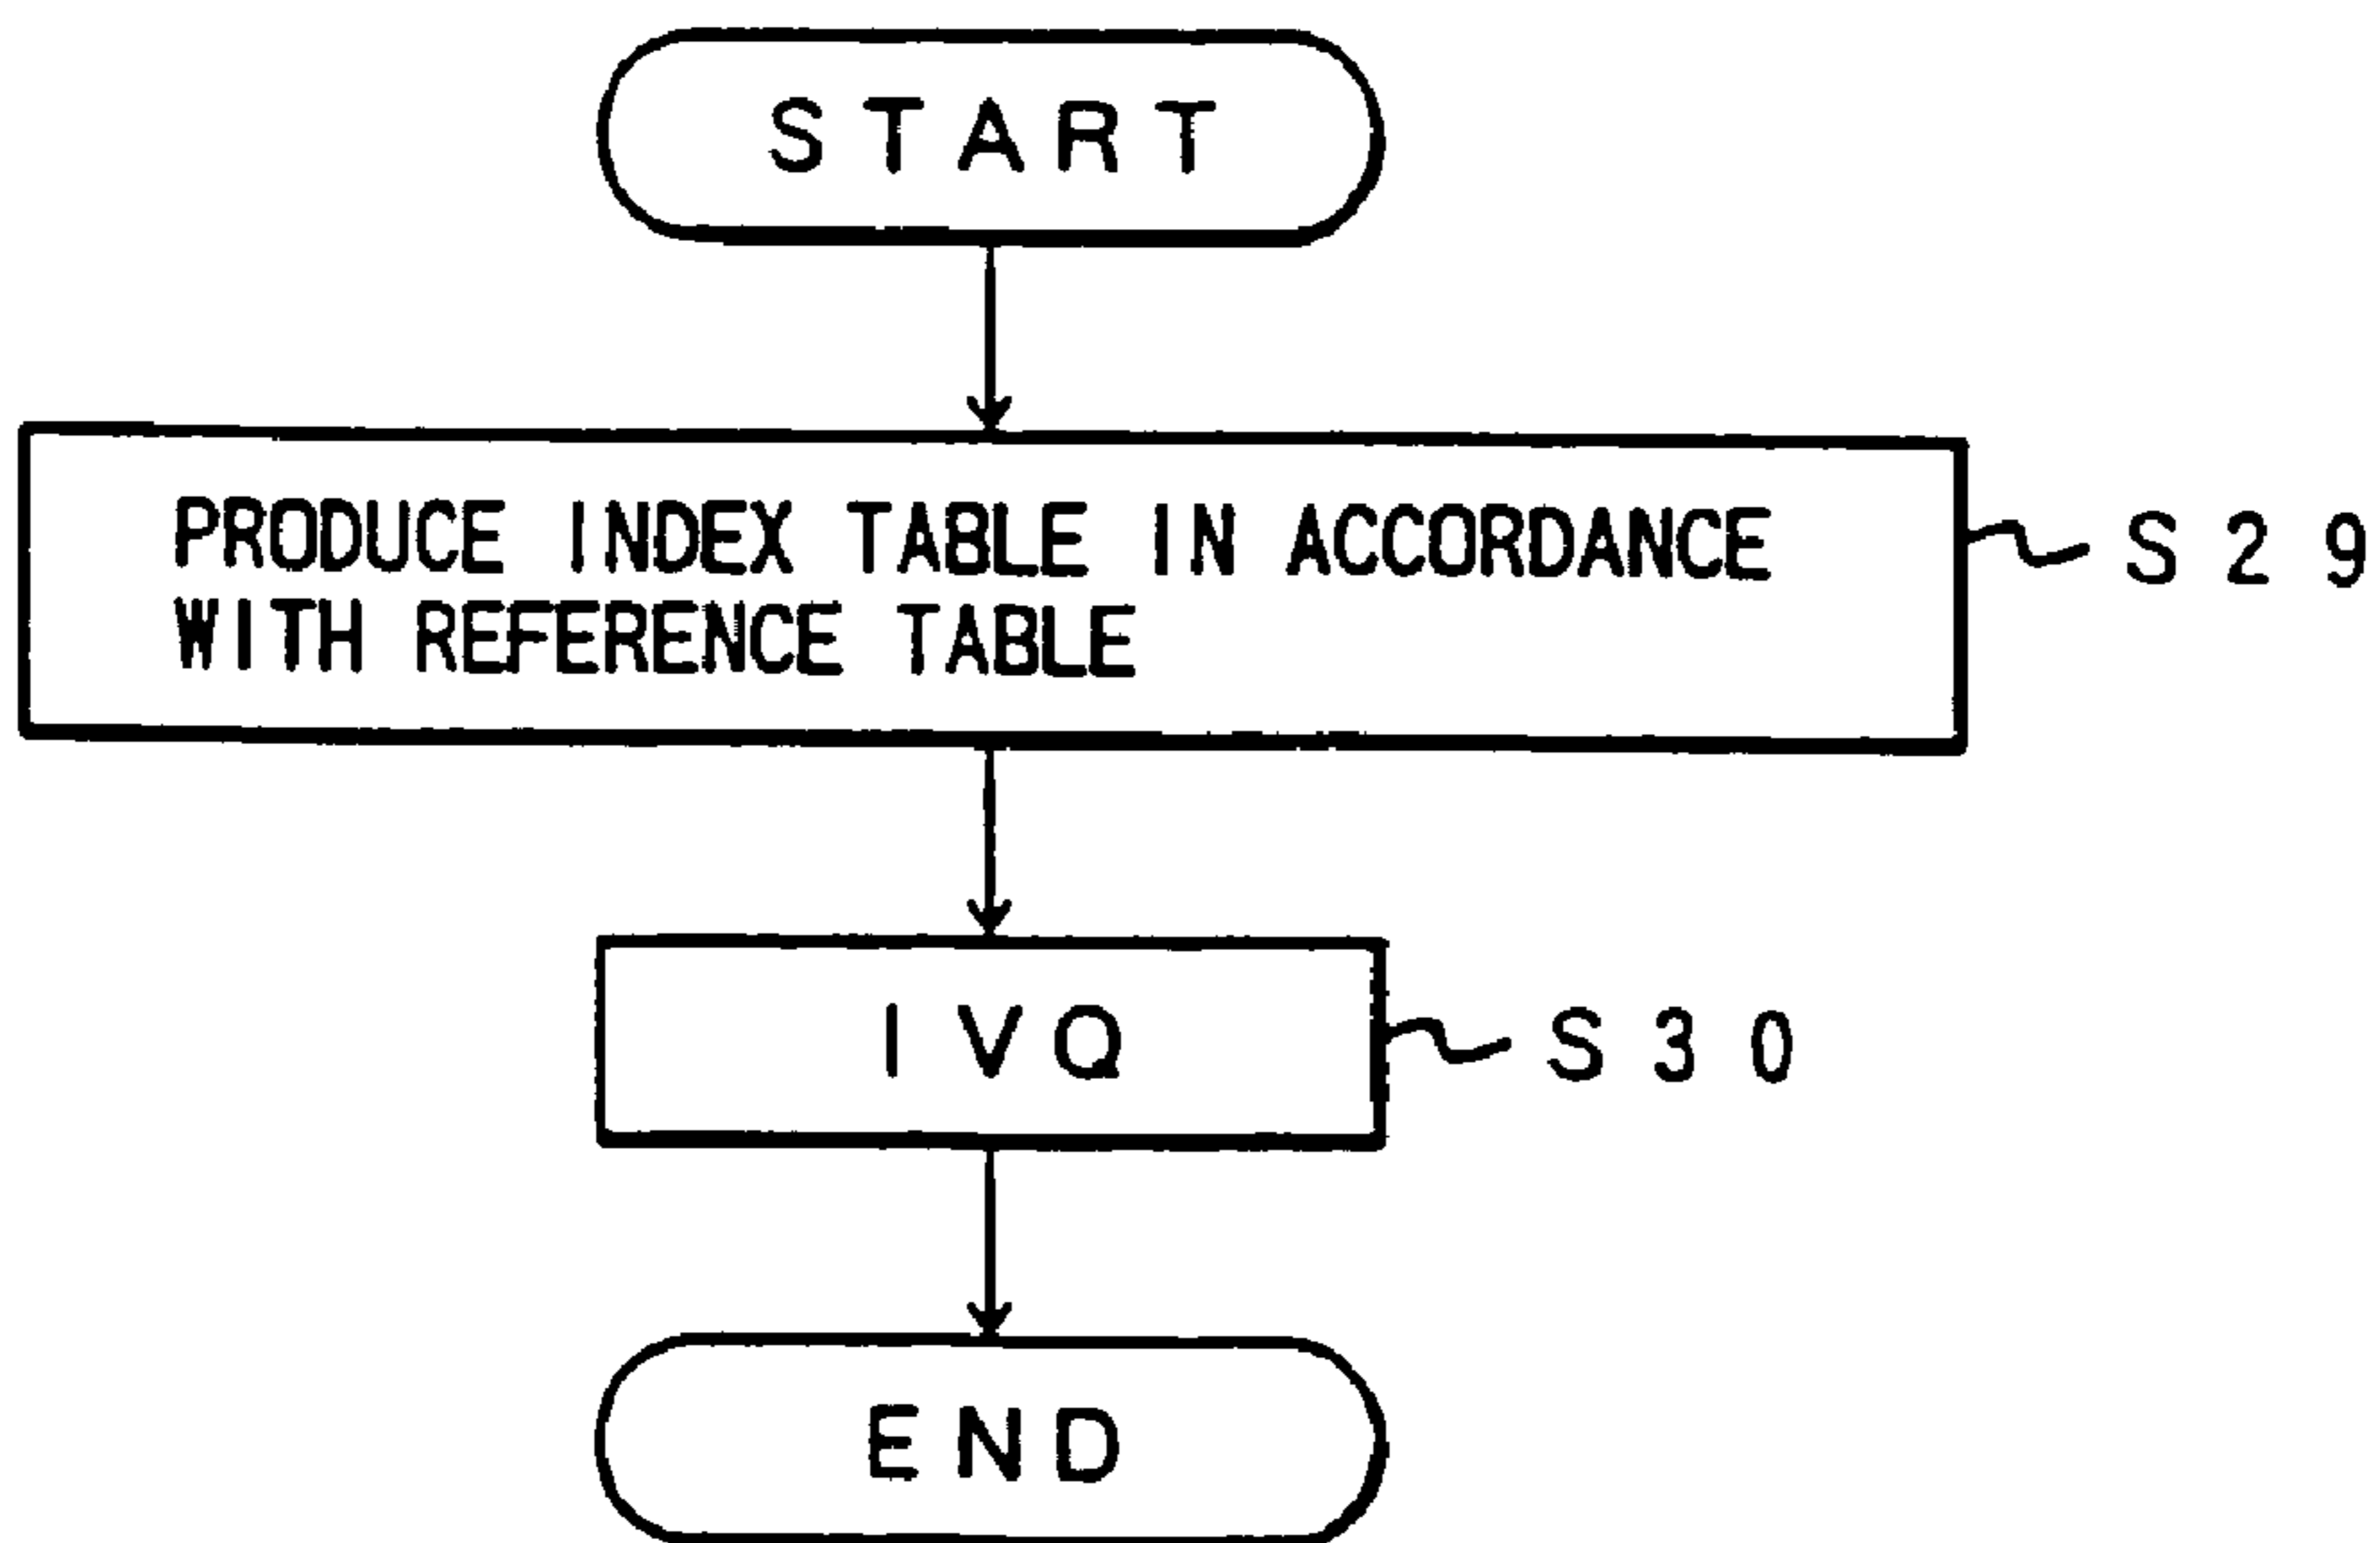 START
PRODUCE INDEX TABLE IN ACCORDANCE
WITH REFERENCE TABLE
S29
IVQ
S30
END